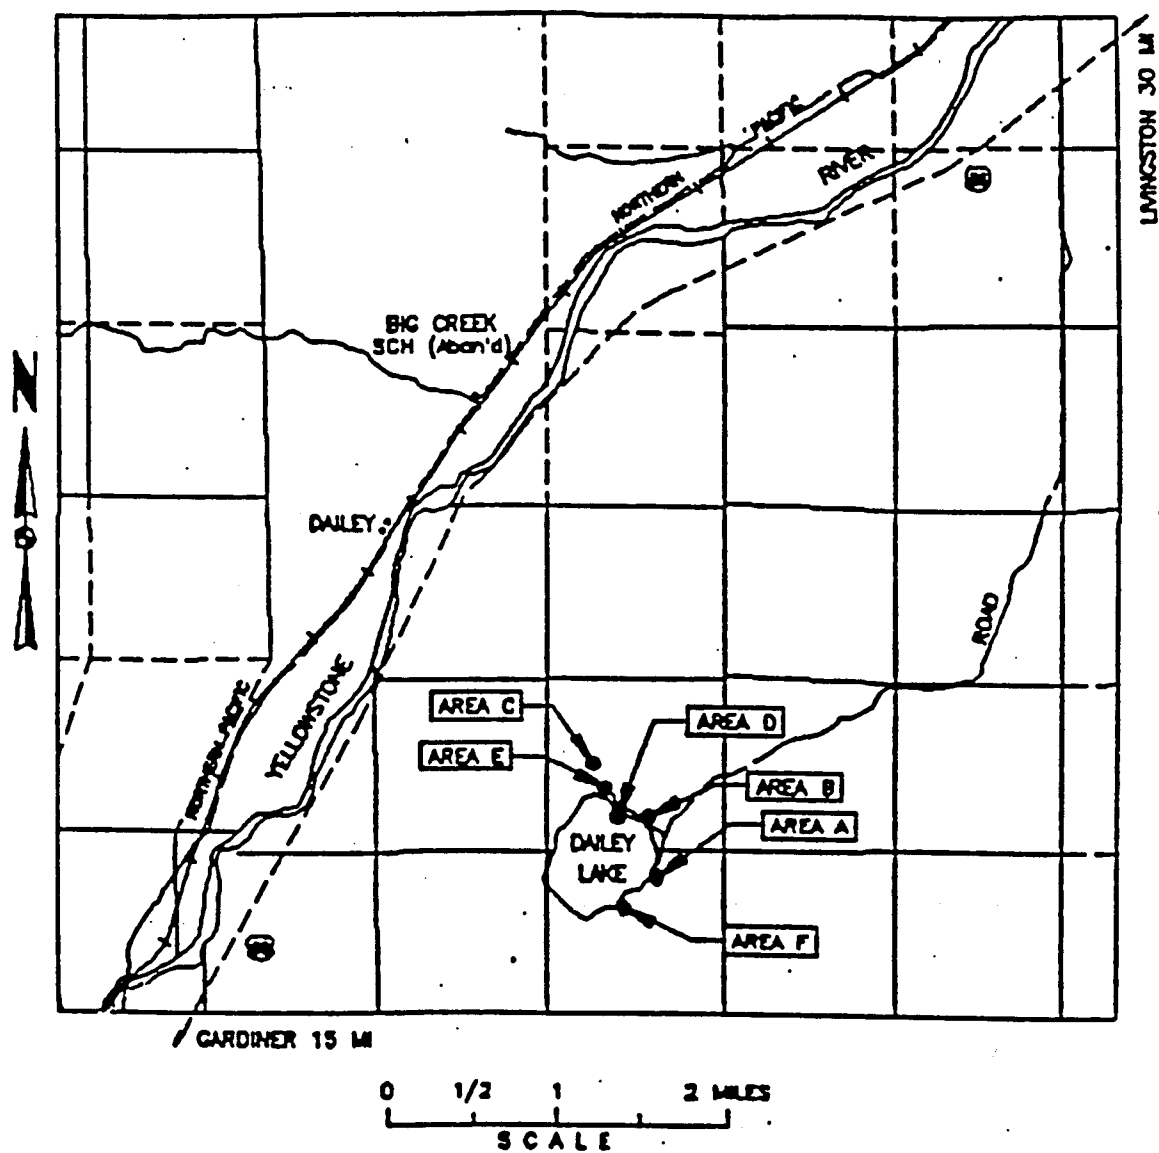 LIVINGSTON 30 MI
PACIFIC
NORTHERN
RIVER
BIG CREEK
SCH (Aban'd)
N
DAILEY
ROAD
NORTHERN PACIFIC
YELLOWSTONE
AREA C
AREA D
AREA E
AREA B
AREA A
DAILEY
LAKE
AREA F
GARDINER 15 MI
0 1/2 1 2 MILES
SCALE